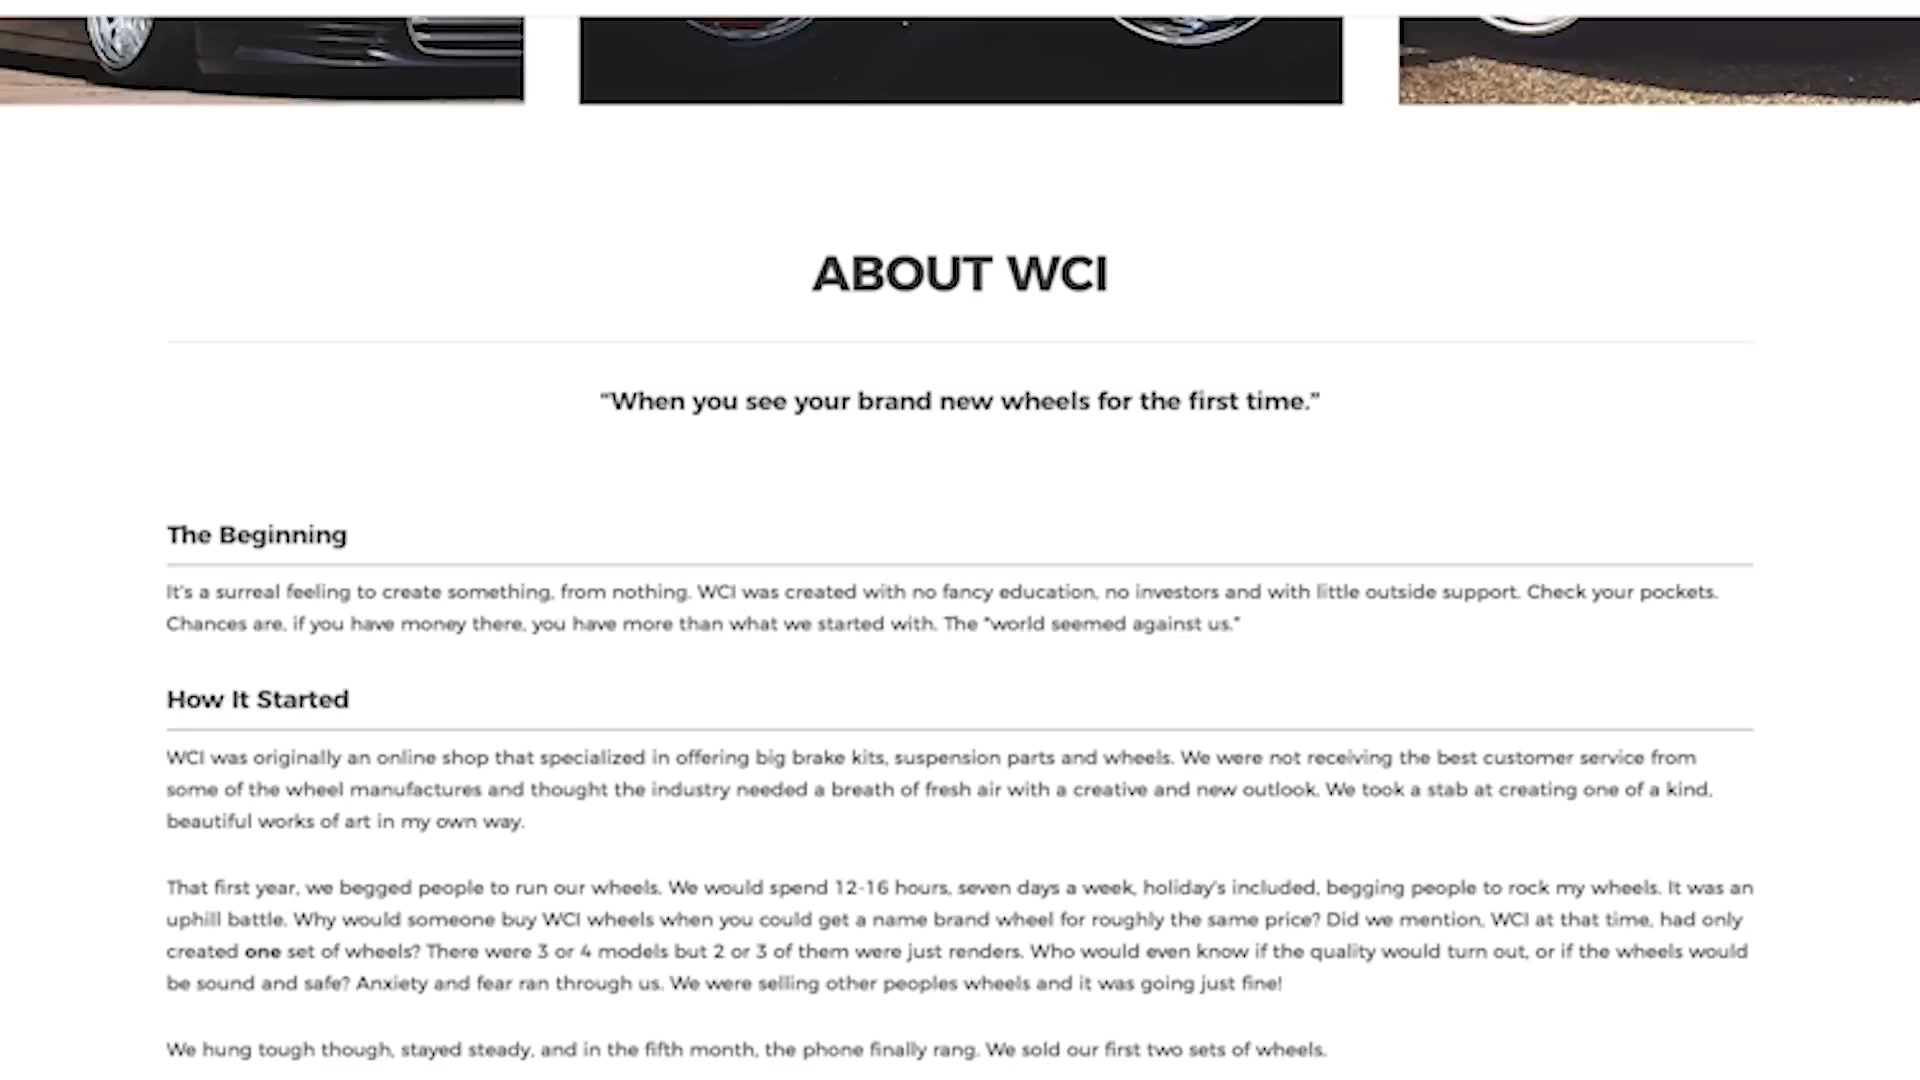 ABOUT WCI
"When you see your brand new wheels for the first time."
The Beginning
It's a surreal feeling to create something, from nothing. WCI was created with no fancy education, no investors and with little outside support. Check your pockets.
Chances are, if you have money there, you have more than what we started with. The "world seemed against us."
How It Started
WCI was originally an online shop that specialized in offering big brake kits, suspension parts and wheels. We were not receiving the best customer service from
some of the wheel manufactures and thought the industry needed a breath of fresh air with a creative and new outlook. We took a stab at creating one of a kind,
beautiful works of art in my own way.
That first year, we begged people to run our wheels. We would spend 12-16 hours, seven days a week, holiday's included, begging people to rock my wheels. It was an
uphill battle. Why would someone buy WCI wheels when you could get a name brand wheel for roughly the same price? Did we mention, WCI at that time, had only
created one set of wheels? There were 3 or 4 models but 2 or 3 of them were just renders. Who would even know if the quality would turn out, or if the wheels would
be sound and safe? Anxiety and fear ran through us. We were selling other peoples wheels and it was going just fine!
We hung tough though, stayed steady, and in the fifth month, the phone finally rang. We sold our first two sets of wheels.